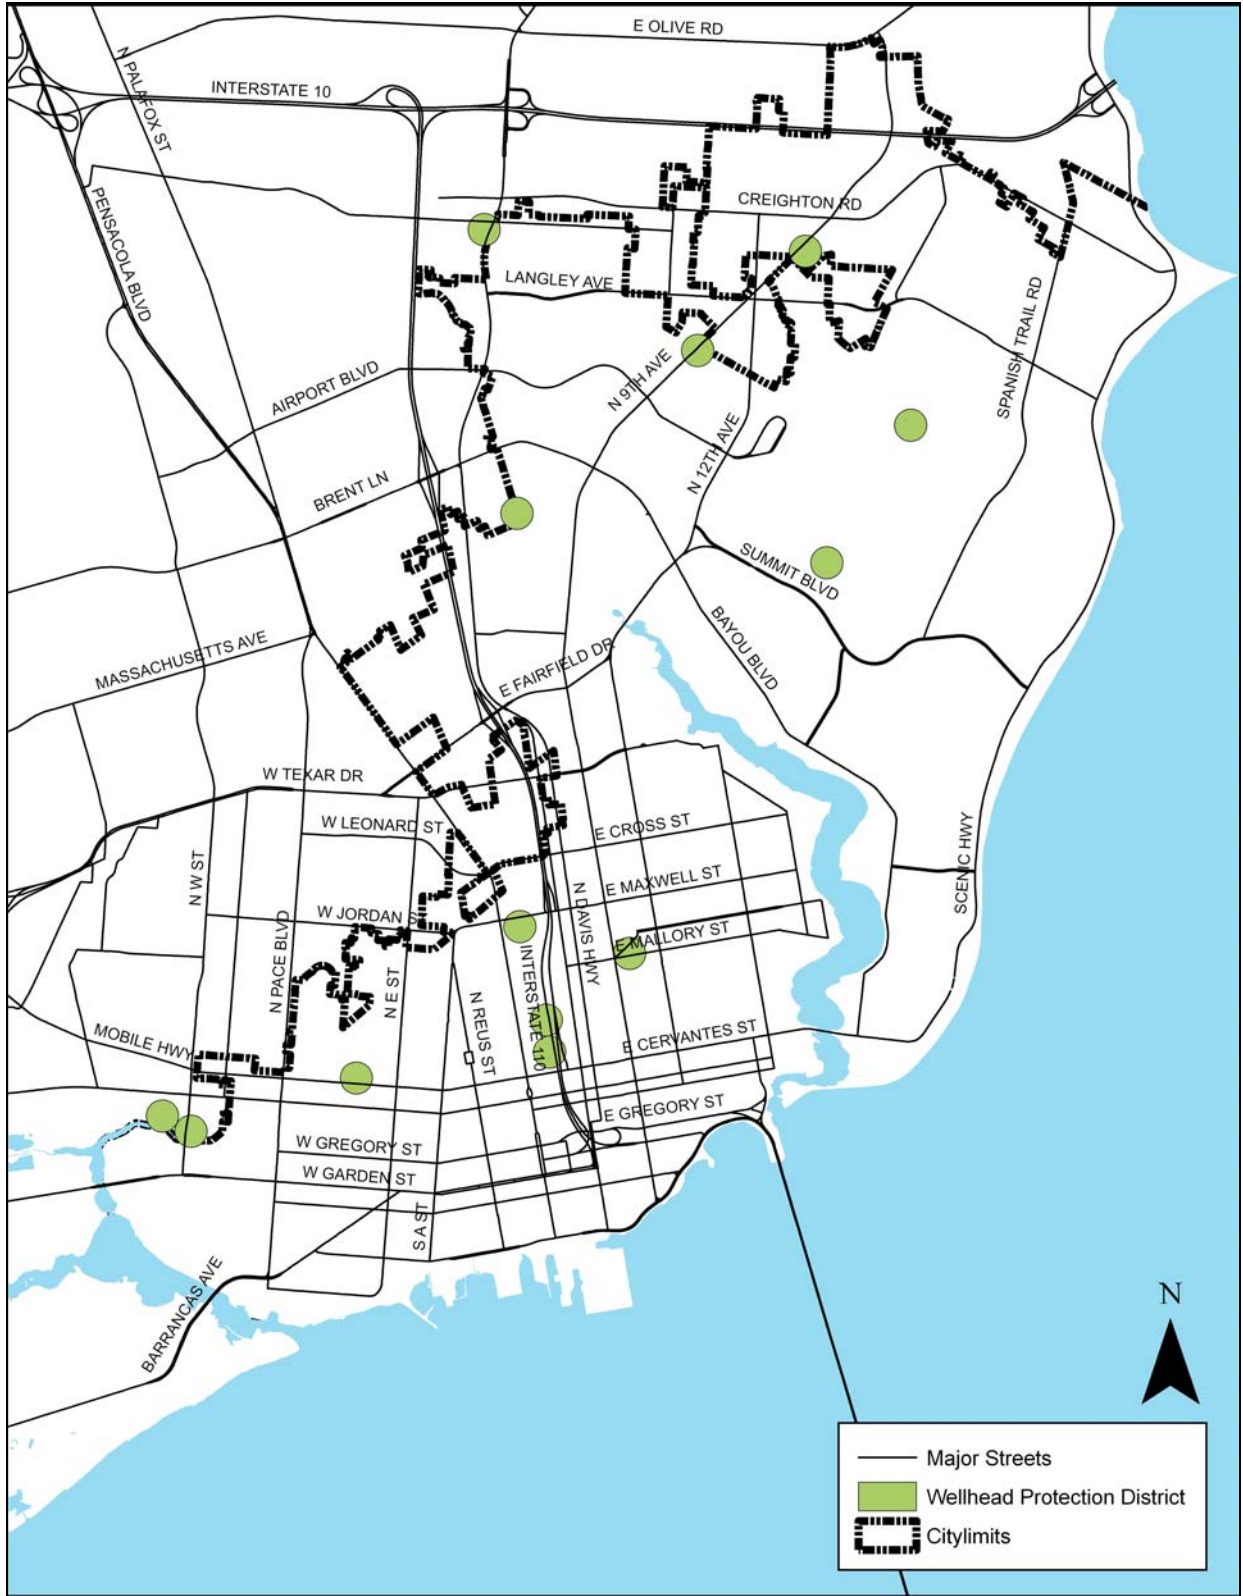 E OLIVE RD
N PALAFOX ST
INTERSTATE 10
PENSACOLA BLVD
CREIGHTON RD
LANGLEY AVE
SPANISH TRAIL RD
AIRPORT BLVD
N 9TH AVE
N 12TH AVE
BRENT LN
SUMMIT BLVD
BAYOU BLVD
MASSACHUSETTS AVE
E FAIRFIELD DR
W TEXAR DR
W LEONARD ST
E CROSS ST
SCENIC HWY
N W ST
E MAXWELL ST
N DAVIS HWY
W JORDAN S
N PACE BLVD
E MALLORY ST
INTERSTATE 110
N E ST
N REUS ST
MOBILE HWY
E CERVANTES ST
E GREGORY ST
W GREGORY ST
W GARDEN ST
S A ST
BARRANCAS AVE
N
Major Streets
Wellhead Protection District
Citylimits